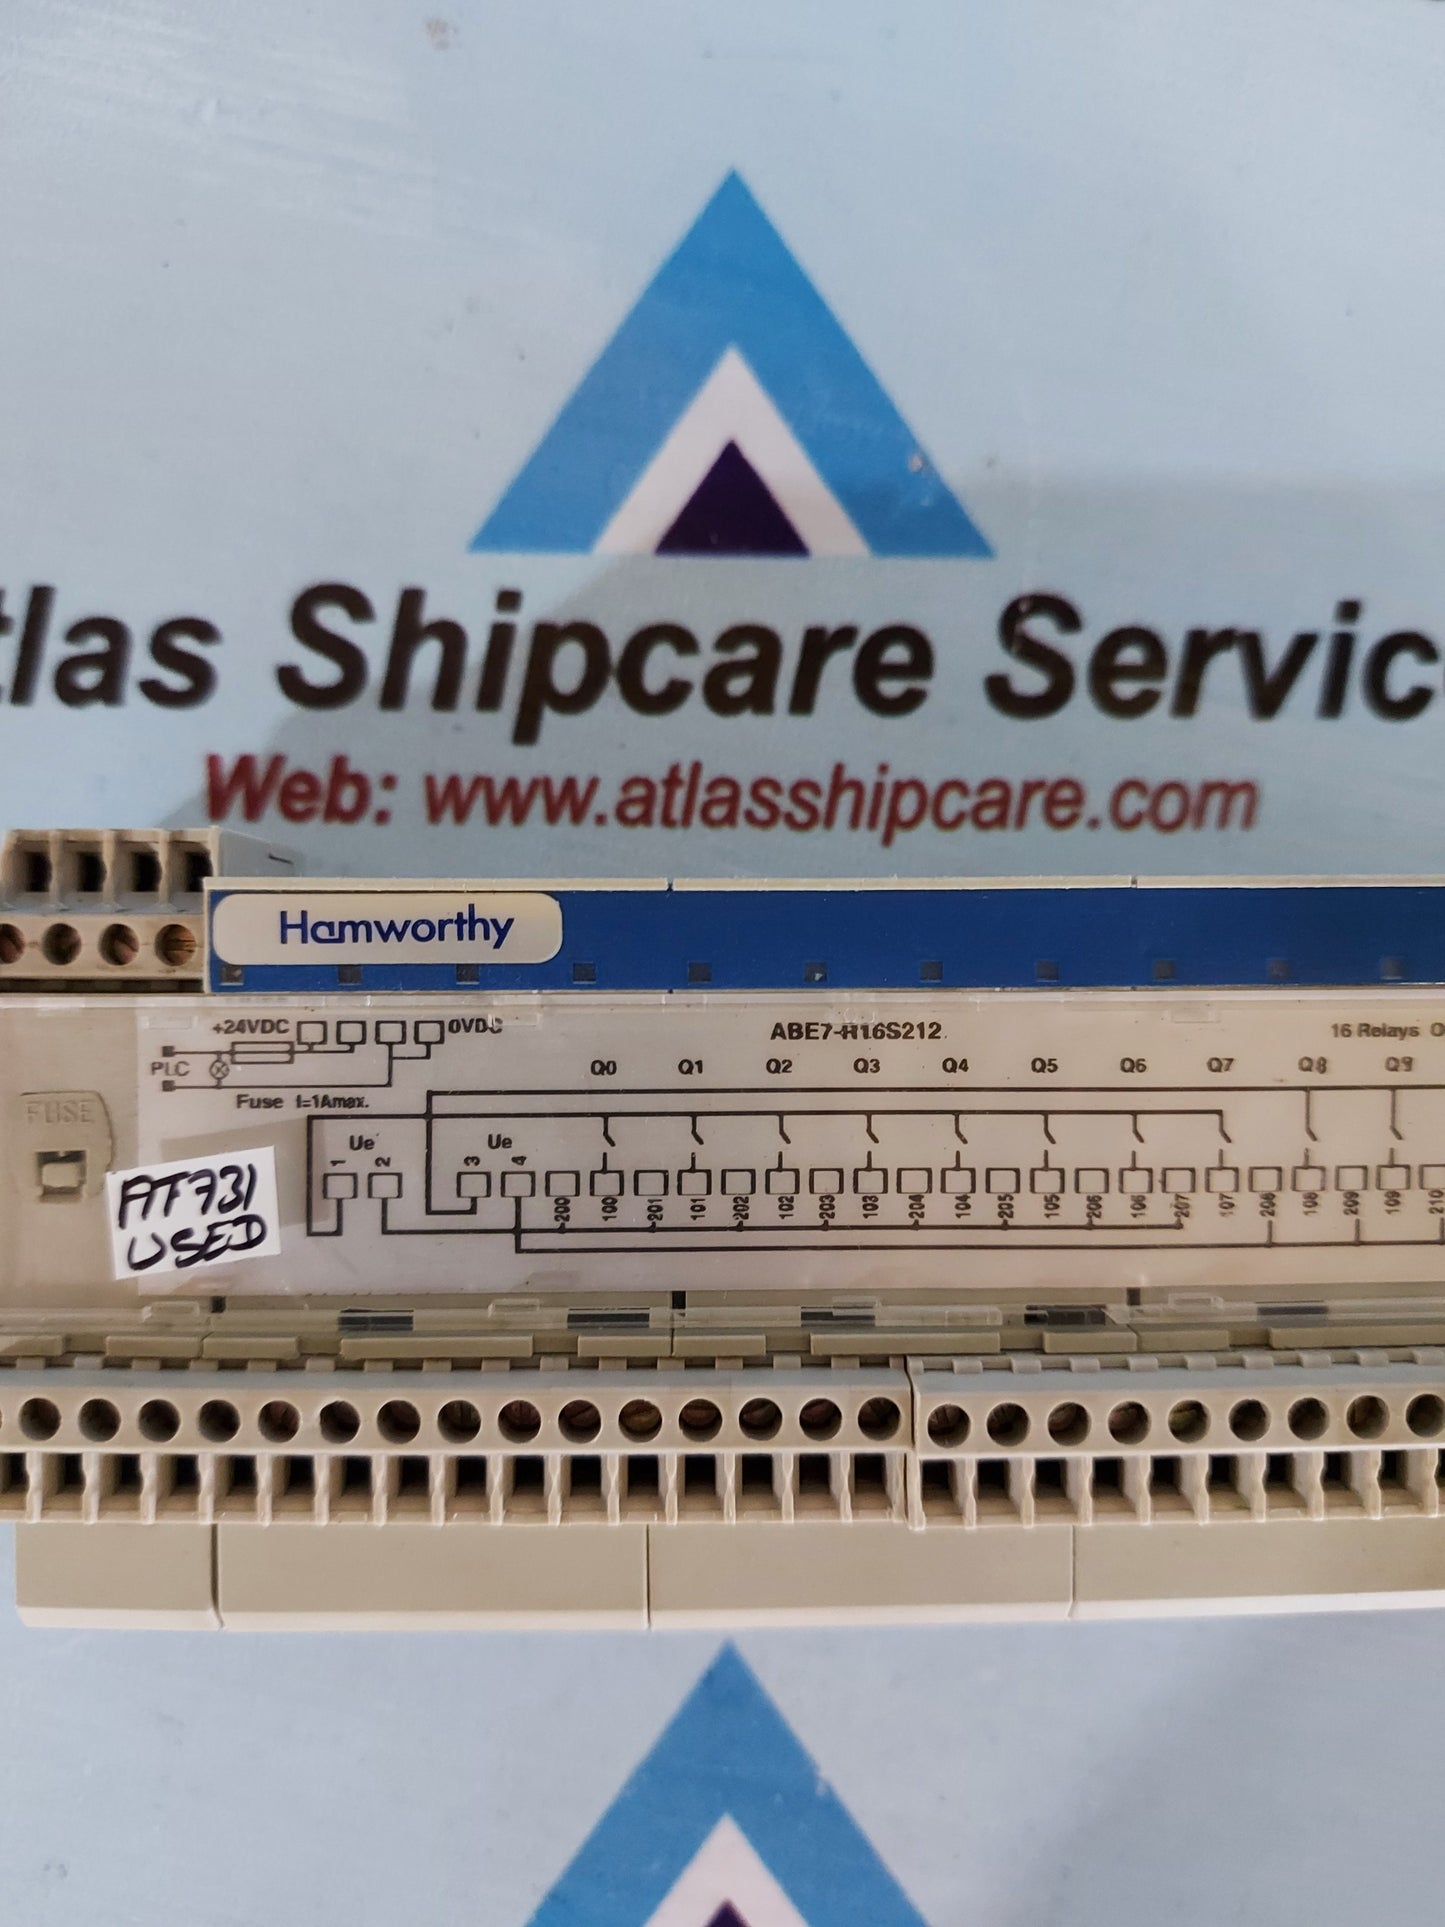 tlas Shipcare Servic
Web: www.atlasshipcare.com
Hamworthy
+24VDC 0VDC ABE7-H16S212 16 Relays O
PLC Q0 Q1 Q2 Q3 Q4 Q5 Q6 Q7 Q8 Q9
Fuse I=1Amax.
FUSE
Ue Ue
1 2 3 4
200 100 201 101 202 102 203 103 204 104 205 105 206 106 207 107 208 108 209 109 210
AT731
USED